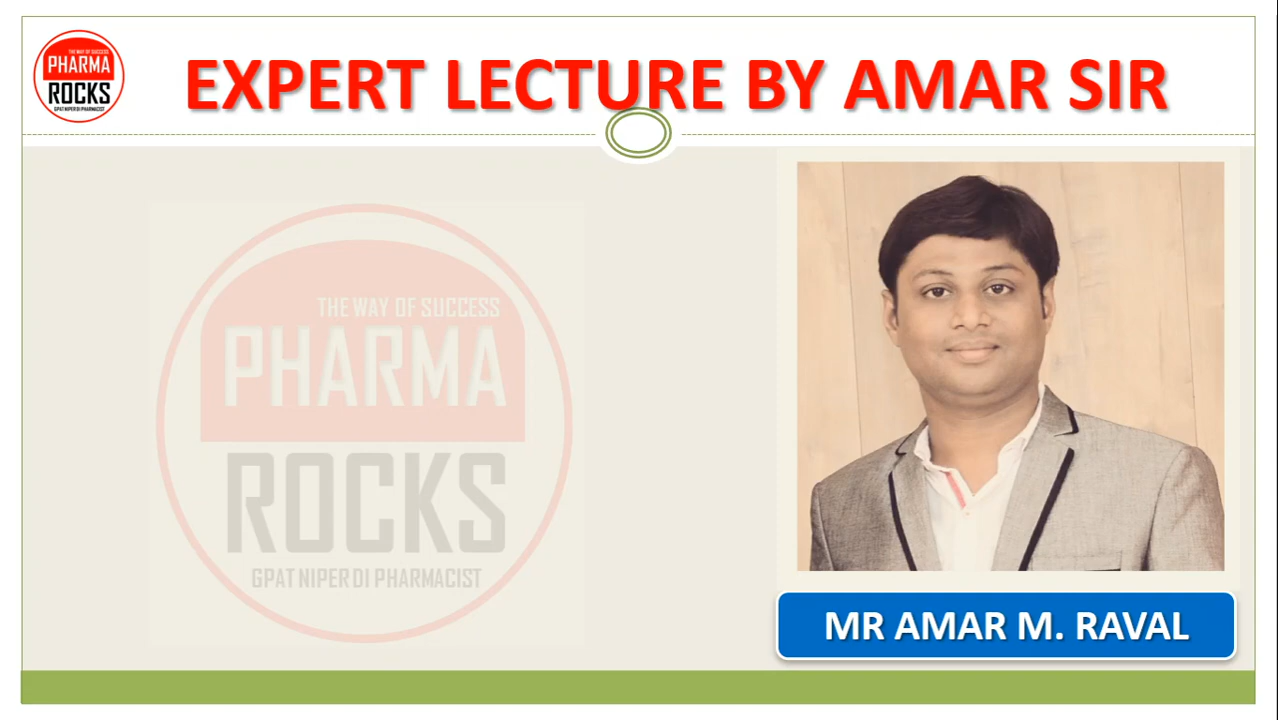 THE WAY OF SUCCESS
PHARMA
ROCKS
GPAT NIPER DI PHARMACIST
EXPERT LECTURE BY AMAR SIR
THE WAY OF SUCCESS
PHARMA
ROCKS
GPAT NIPER DI PHARMACIST
MR AMAR M. RAVAL